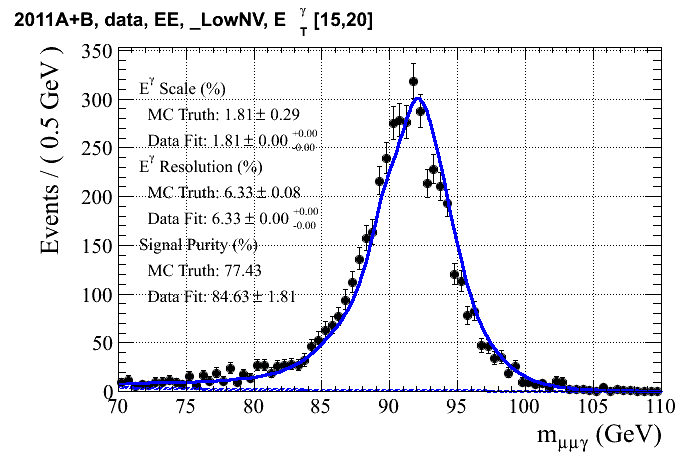 2011A+B, data, EE, _LowNV, E γ T [15,20]
350
300
250
200
150
100
50
0
Events / ( 0.5 GeV )
Eγ Scale (%)
MC Truth: 1.81 ± 0.29
Data Fit: 1.81 ± 0.00 +0.00 -0.00
Eγ Resolution (%)
MC Truth: 6.33 ± 0.08
Data Fit: 6.33 ± 0.00 +0.00 -0.00
Signal Purity (%)
MC Truth: 77.43
Data Fit: 84.63 ± 1.81
70 75 80 85 90 95 100 105 110
mμμγ (GeV)